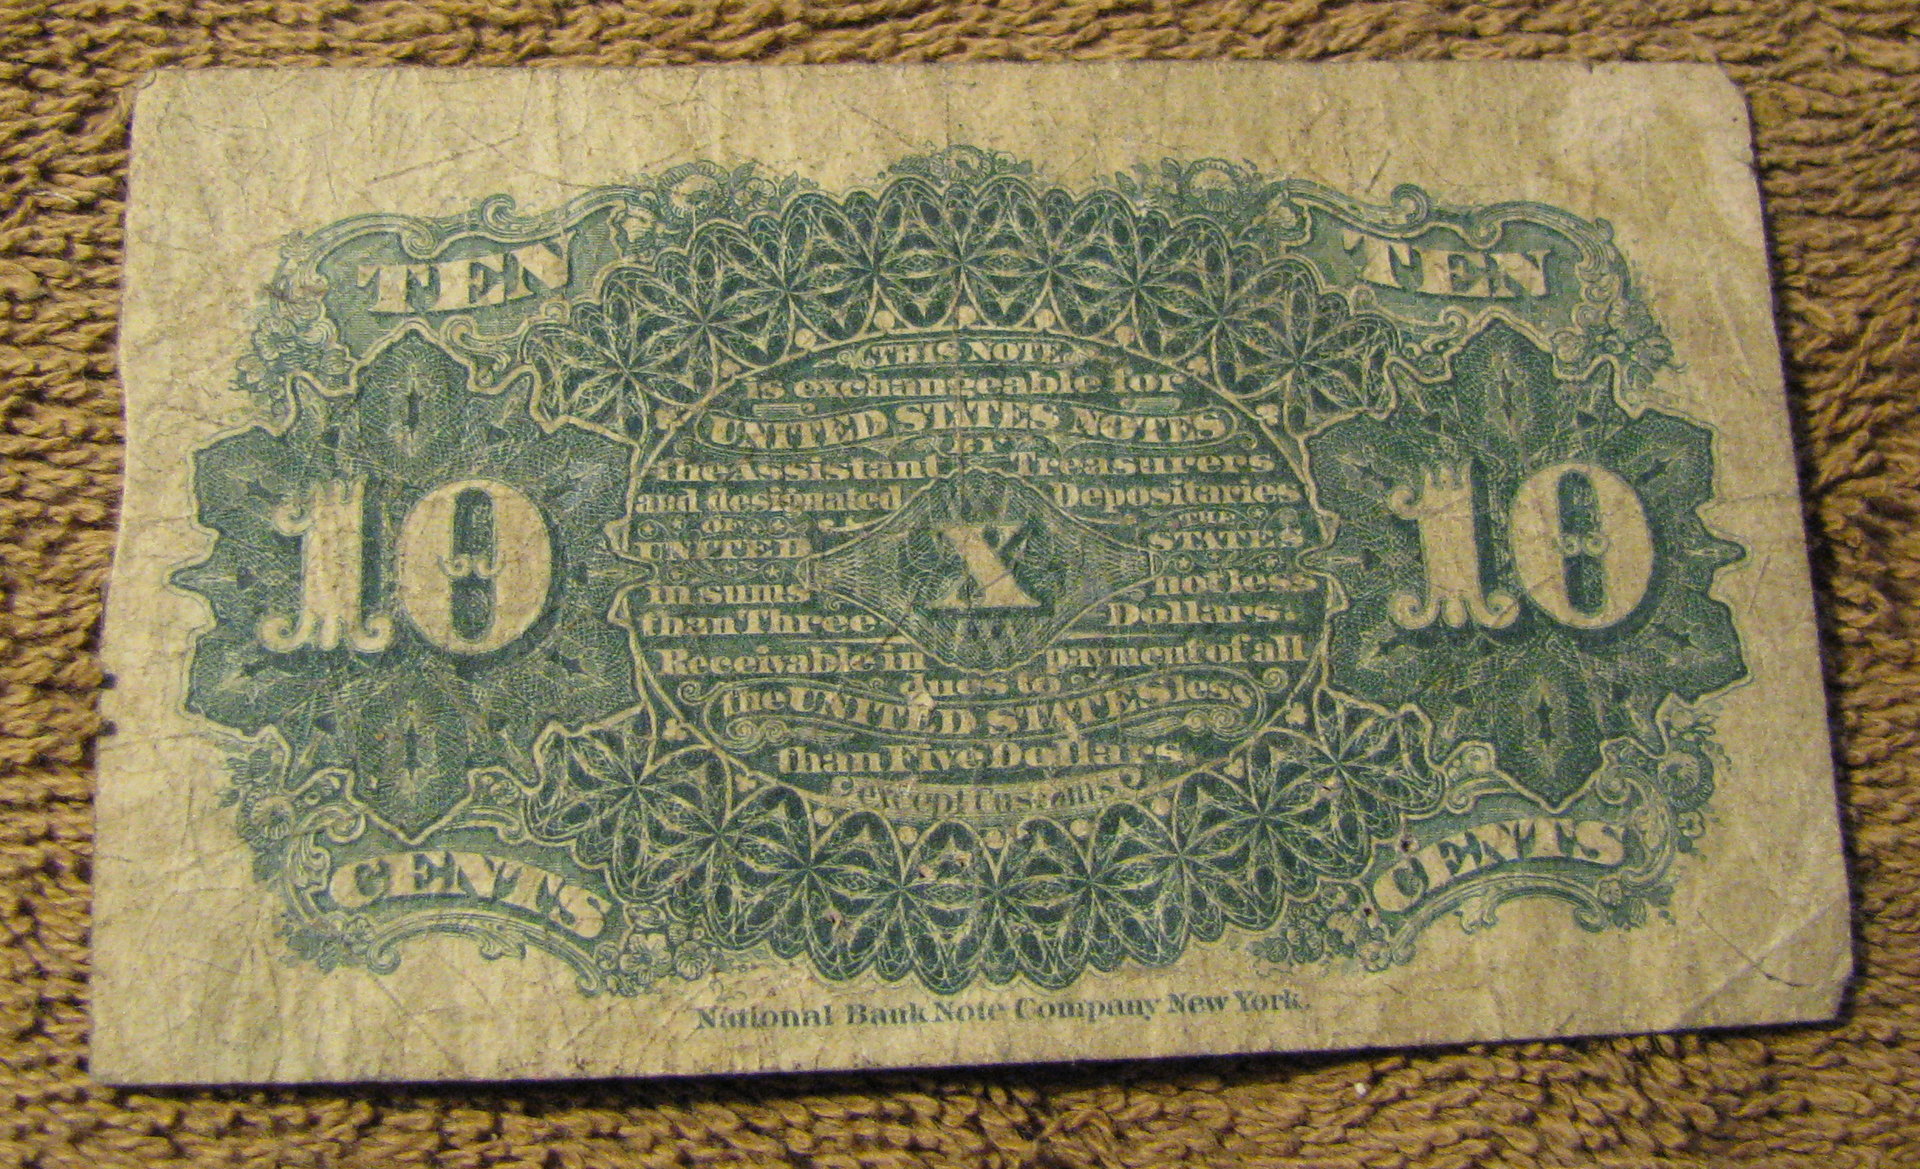 TEN TEN
THIS NOTE
is exchangeable for
UNITED STATES NOTES
BY
the Assistant Treasurers
and designated Depositaries
OF THE
UNITED STATES
in sums not less
than Three Dollars.
Receivable in payment of all
dues to
the UNITED STATES less
than Five Dollars
except Customs
10 X 10
CENTS CENTS
National Bank Note Company New York.